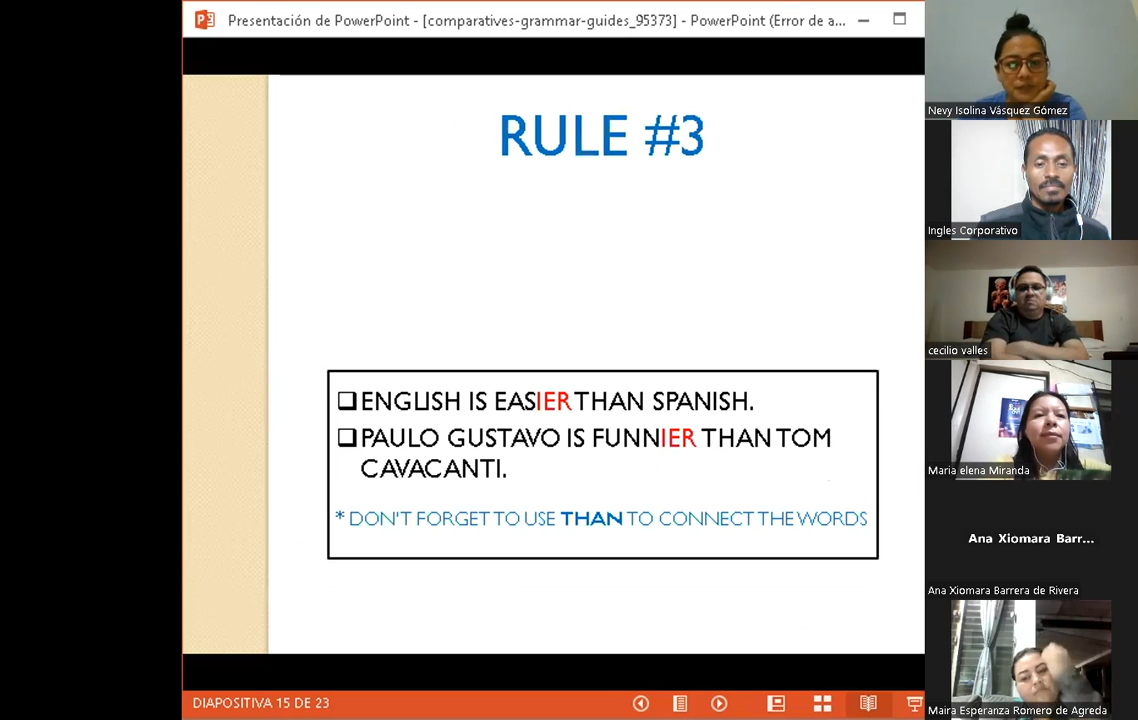 Presentación de PowerPoint - [comparatives-grammar-guides_95373] - PowerPoint (Error de a...
RULE #3
ENGLISH IS EASIER THAN SPANISH.
PAULO GUSTAVO IS FUNNIER THAN TOM
CAVACANTI.
* DON'T FORGET TO USE THAN TO CONNECT THE WORDS
DIAPOSITIVA 15 DE 23
Nevy Isolina Vásquez Gómez
Ingles Corporativo
cecilio valles
Maria elena Miranda
Ana Xiomara Barr...
Ana Xiomara Barrera de Rivera
Maira Esperanza Romero de Agreda